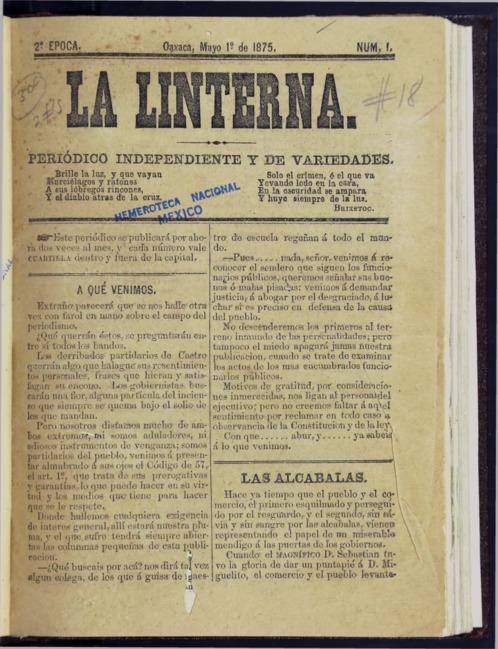 2ª EPOCA. Oaxaca, Mayo 1º de 1875. NUM, 1.
#18
LA LINTERNA.
PERIÓDICO INDEPENDIENTE Y DE VARIEDADES.
Brille la luz, y que vayan
Murciélagos y ratones
A sus lóbregos rincones,
Y el diablo atras de la cruz.
Solo el crimen, é el que va
Yevando lodo en la cara,
En la oscuridad se ampara
Y huye siempre de la luz.
HEMEROTECA NACIONAL
MEXICO
Este periódico se publicará por aho-
ra dos veces al mes, y cada número vale
CUARTILLA dentro y fuera de la capital.
A QUÉ VENIMOS.
Extraño parecerá que se nos halle otra
vez con farol en mano sobre el campo del
periodismo.
¿Qué querrán éstos, se preguntarán en-
tre sí todos los bandos.
Los derribados partidarios de Castro
querrán algo que halague sus resentimien-
tos personales, frases que hieran y satis-
fagan su encono. Los gobiernistas, bus-
carán una flor, alguna partícula del incien-
so que siempre se quema bajo el solio de
los que mandan.
Pero nosotros distamos mucho de am-
bos extremos, ni somos aduladores, ni
odiosos instrumentos de venganza; somos
partidarios del pueblo, venimos á presen-
tar alumbrado á sus ojos el Código de 57,
el art. 1º, que trata de sus prerogativas
y garantías, lo que puede hacer en su vir-
tud y los medios que tiene para hacer
que se le respete.
Donde hallemos cualquiera exigencia
de interes general, allí estará nuestra plu-
ma, y el que sufre tendrá siempre abier-
tas las columnas pequeñas de esta publi-
cacion.
—¿Qué buscais por acá? nos dirá tal vez
algun colega, de los que á guisa de maes-
tro de escuela regañan á todo el mun-
do.
—Pues..... nada, señor, venimos á re-
conocer el sendero que siguen los funcio-
narios públicos, queremos señalar sus bue-
nas ó malas pisadas: venimos á demandar
justicia, á abogar por el desgraciado, á lu-
char si es preciso en defensa de la causa
del pueblo.
No descenderemos los primeros al ter-
reno inmundo de las personalidades; pero
tampoco el miedo apagará jamas nuestra
publicacion, cuando se trate de examinar
los actos de los mas encumbrados funcio-
narios públicos.
Motivos de gratitud, por consideracio-
nes inmerecidas, nos ligan al personal del
ejecutivo; pero no creemos faltar á aquel
sentimiento por reclamar en todo caso a
observancia de la Constitucion y de la ley.
Con que...... abur, y..... ya sabeis
á lo que venimos.
LAS ALCABALAS.
Hace ya tiempo que el pueblo y el co-
mercio, el primero esquilmado y persegui-
do por el resguardo, y el segundo, sin sá-
via y sin sangre por las alcabalas, vienen
representando el papel de un miserable
mendigo á las puertas de los gobiernos.
Cuando el MAGNÍFICO D. Sebastian tu-
vo la gloria de dar un puntapié á D. Mi-
guelito, el comercio y el pueblo levanta-